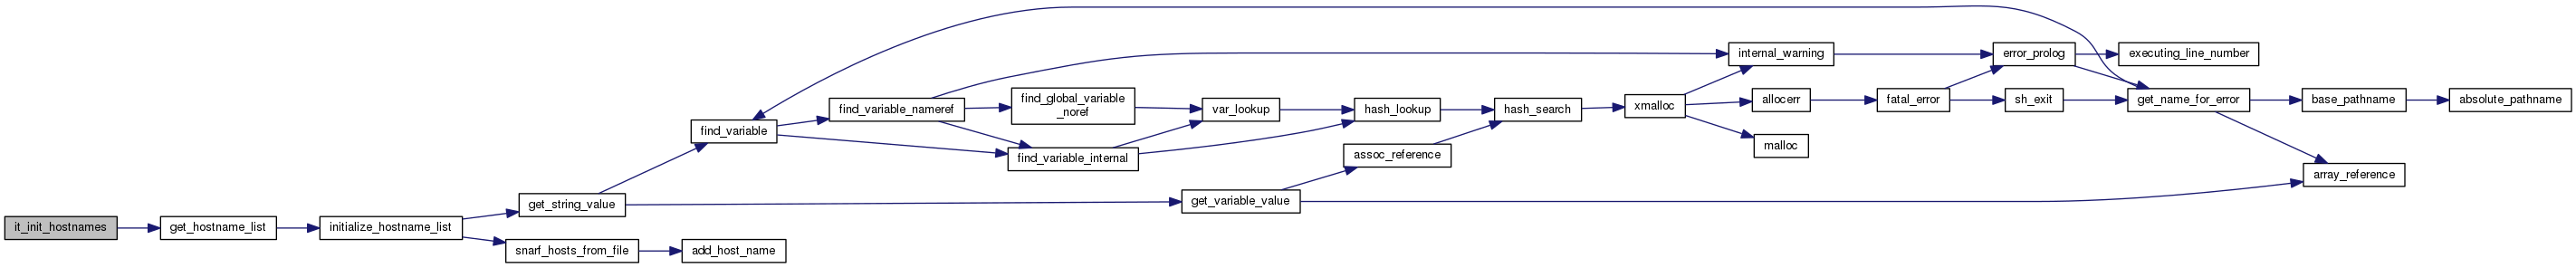 it_init_hostnames
get_hostname_list
initialize_hostname_list
get_string_value
snarf_hosts_from_file
find_variable
add_host_name
find_variable_nameref
find_global_variable
_noref
find_variable_internal
var_lookup
get_variable_value
hash_lookup
assoc_reference
hash_search
xmalloc
internal_warning
allocerr
malloc
fatal_error
error_prolog
sh_exit
executing_line_number
get_name_for_error
base_pathname
array_reference
absolute_pathname